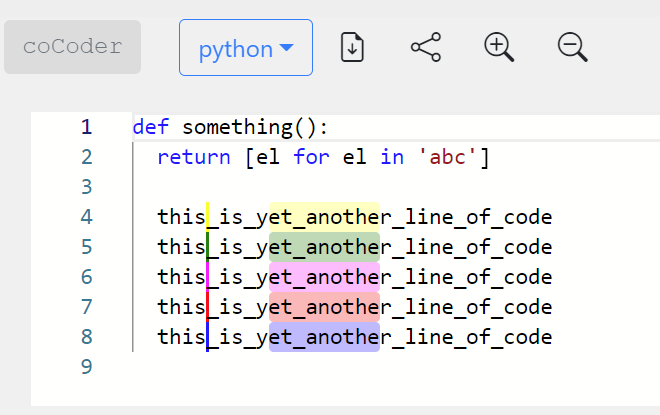 coCoder
python
1 def something():
2   return [el for el in 'abc']
3
4   this_is_yet_another_line_of_code
5   this_is_yet_another_line_of_code
6   this_is_yet_another_line_of_code
7   this_is_yet_another_line_of_code
8   this_is_yet_another_line_of_code
9